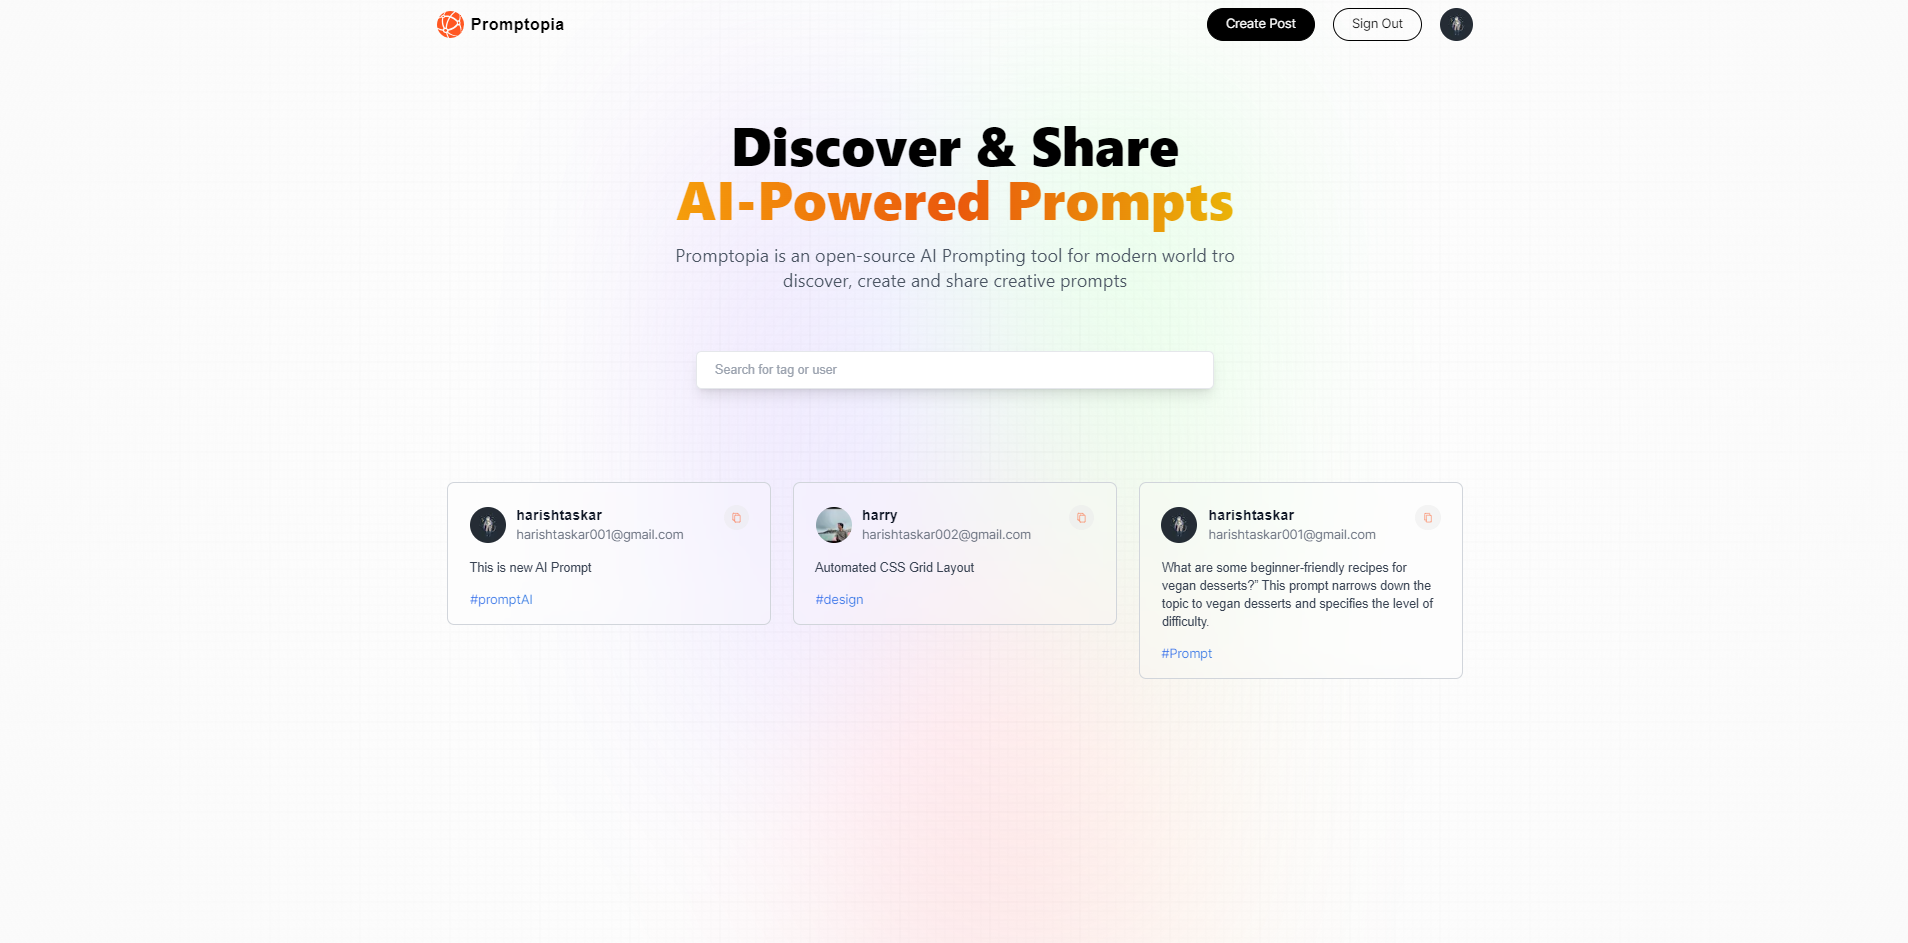 Promptopia
Create Post
Sign Out
Discover & Share
AI-Powered Prompts
Promptopia is an open-source AI Prompting tool for modern world tro
discover, create and share creative prompts
Search for tag or user
harishtaskar
harishtaskar001@gmail.com
This is new AI Prompt
#promptAI
harry
harishtaskar002@gmail.com
Automated CSS Grid Layout
#design
harishtaskar
harishtaskar001@gmail.com
What are some beginner-friendly recipes for
vegan desserts?” This prompt narrows down the
topic to vegan desserts and specifies the level of
difficulty.
#Prompt